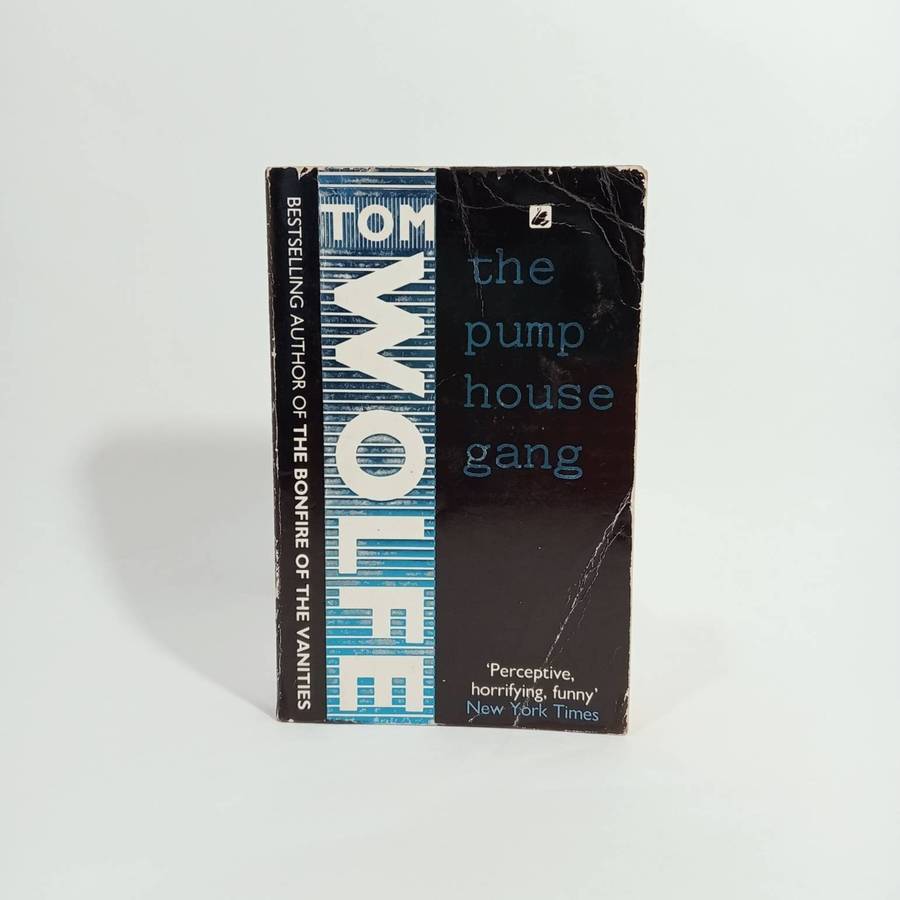 BESTSELLING AUTHOR OF THE BONFIRE OF THE VANITIES
TOM
WOLFE
the
pump
house
gang
‘Perceptive,
horrifying, funny’
New York Times